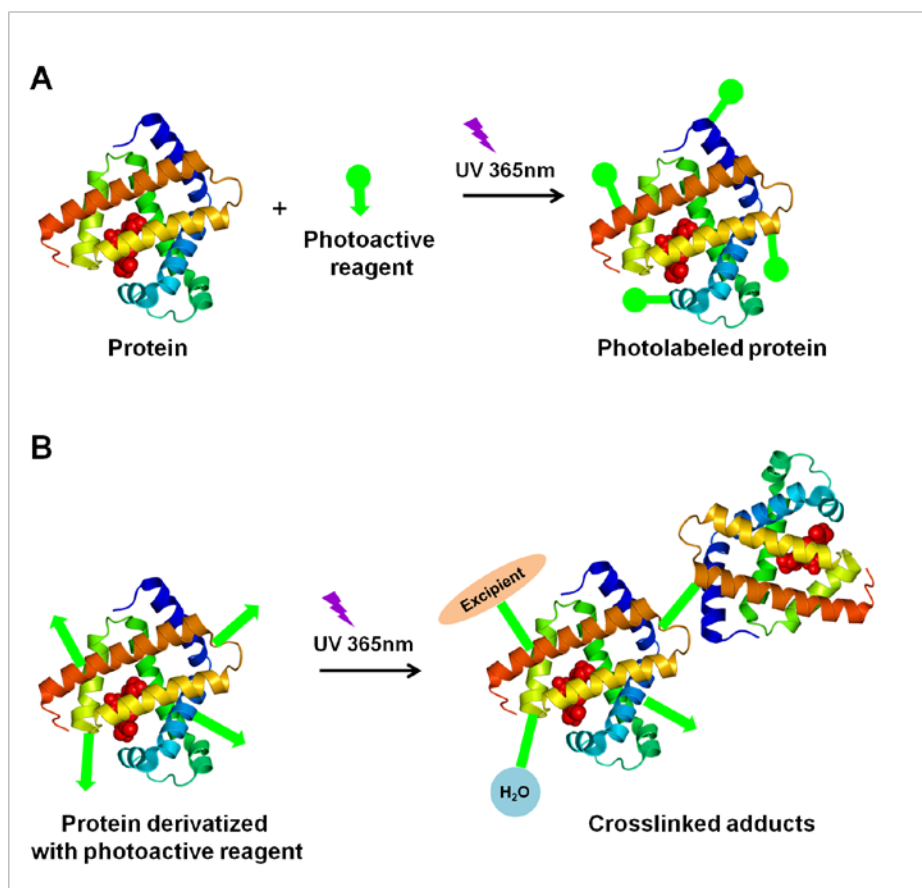 A
+
Photoactive
reagent
UV 365nm
Protein
Photolabeled protein
B
UV 365nm
Excipient
H₂O
Protein derivatized
with photoactive reagent
Crosslinked adducts